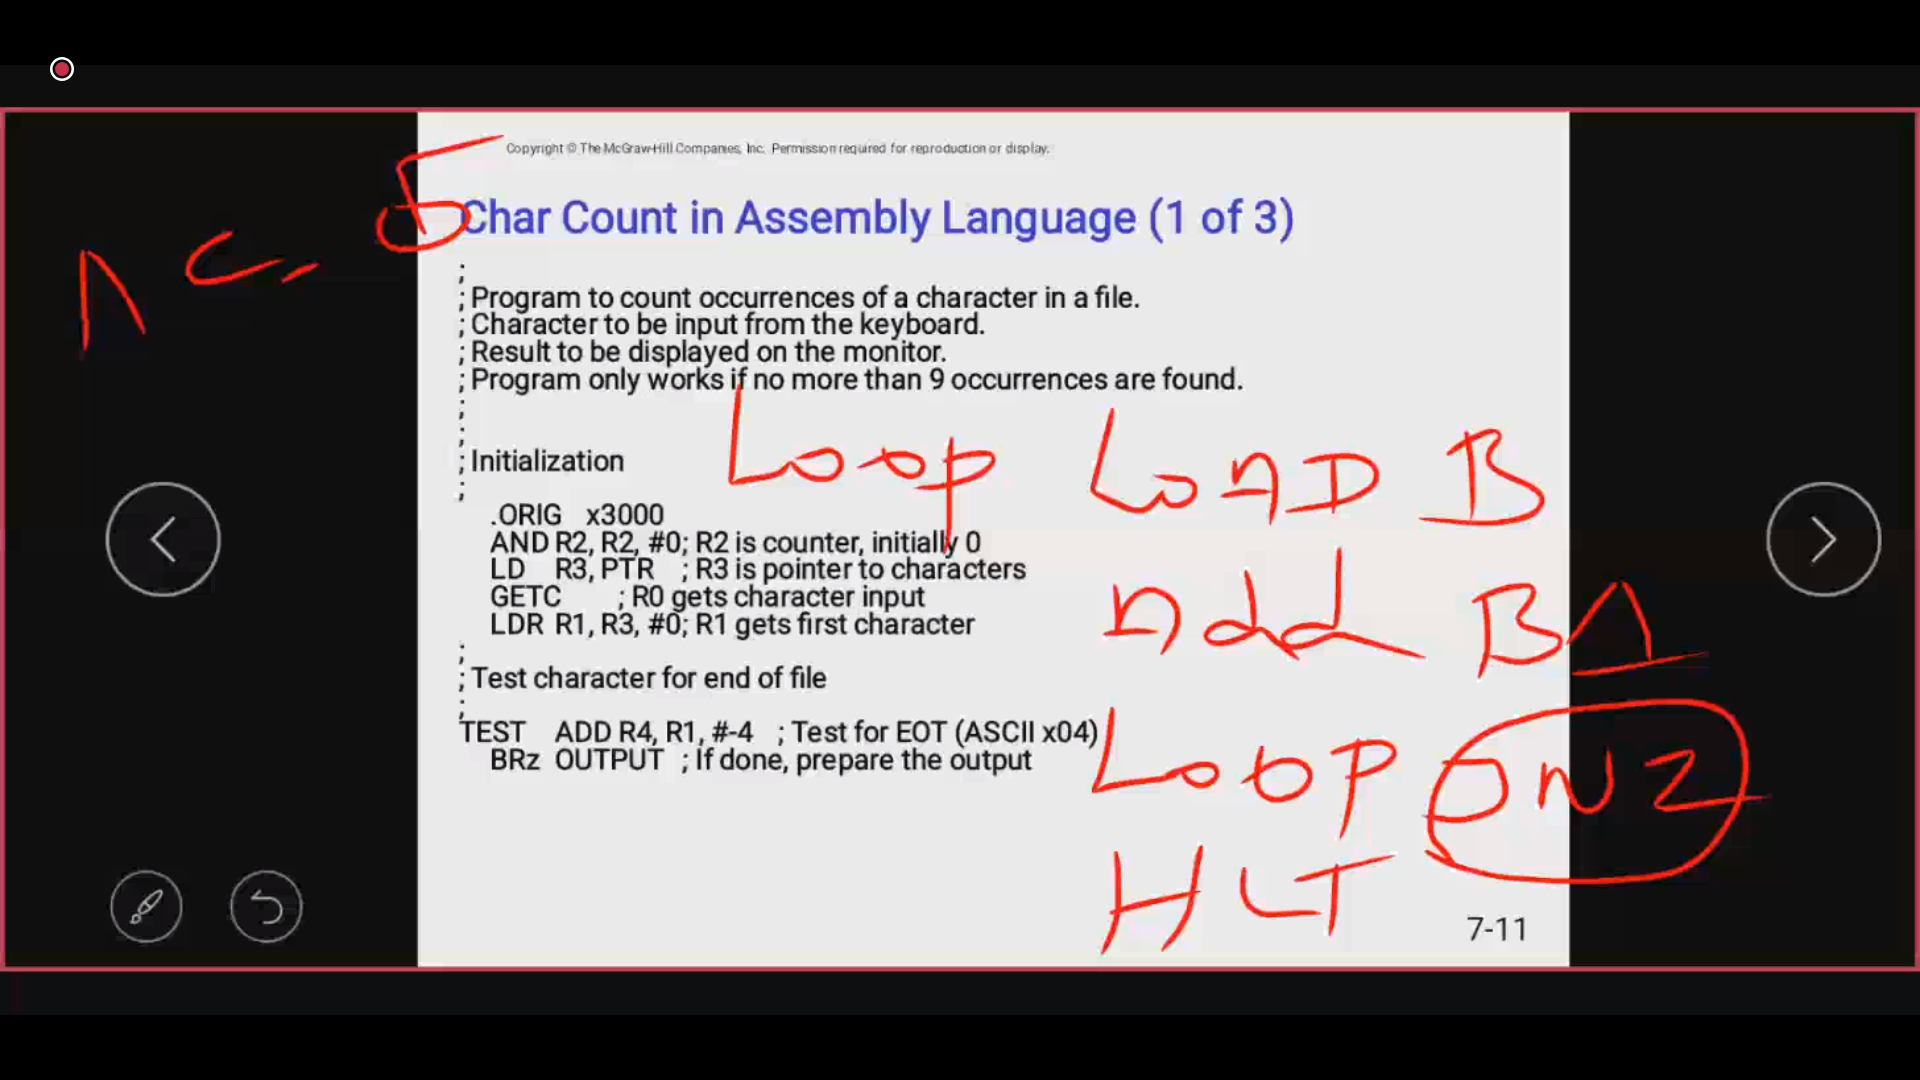 Copyright © The McGraw-Hill Companies, Inc. Permission required for reproduction or display.
5
Char Count in Assembly Language (1 of 3)
;
; Program to count occurrences of a character in a file.
; Character to be input from the keyboard.
; Result to be displayed on the monitor.
; Program only works if no more than 9 occurrences are found.
;
;
; Initialization
;
Loop LOAD B
.ORIG x3000
AND R2, R2, #0; R2 is counter, initially 0
LD R3, PTR ; R3 is pointer to characters
GETC ; R0 gets character input
LDR R1, R3, #0; R1 gets first character
Add BA
;
; Test character for end of file
;
TEST ADD R4, R1, #-4 ; Test for EOT (ASCII x04)
BRz OUTPUT ; If done, prepare the output
LOOP NZ
HLT
7-11